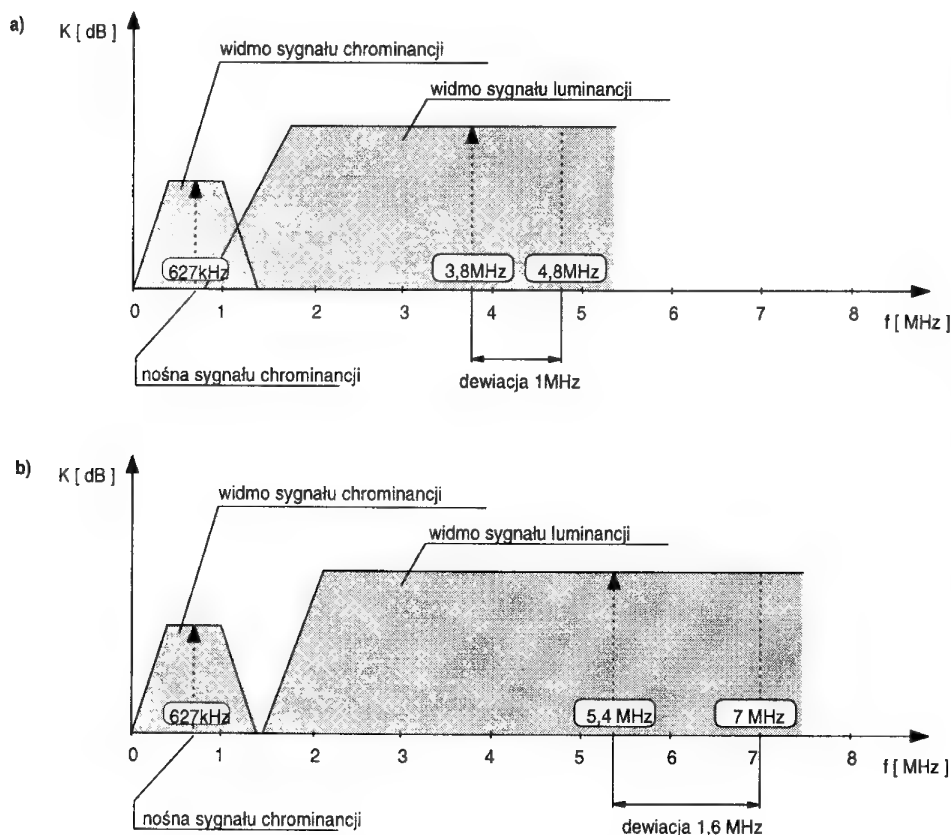 a)
K [ dB ]
widmo sygnału chrominancji
widmo sygnału luminancji
627kHz
3,8MHz
4,8MHz
0 1 2 3 4 5 6 7 8
f [ MHz ]
nośna sygnału chrominancji
dewiacja 1MHz
b)
K [ dB ]
widmo sygnału chrominancji
widmo sygnału luminancji
627kHz
5,4 MHz
7 MHz
0 1 2 3 4 5 6 7 8
f [ MHz ]
nośna sygnału chrominancji
dewiacja 1,6 MHz